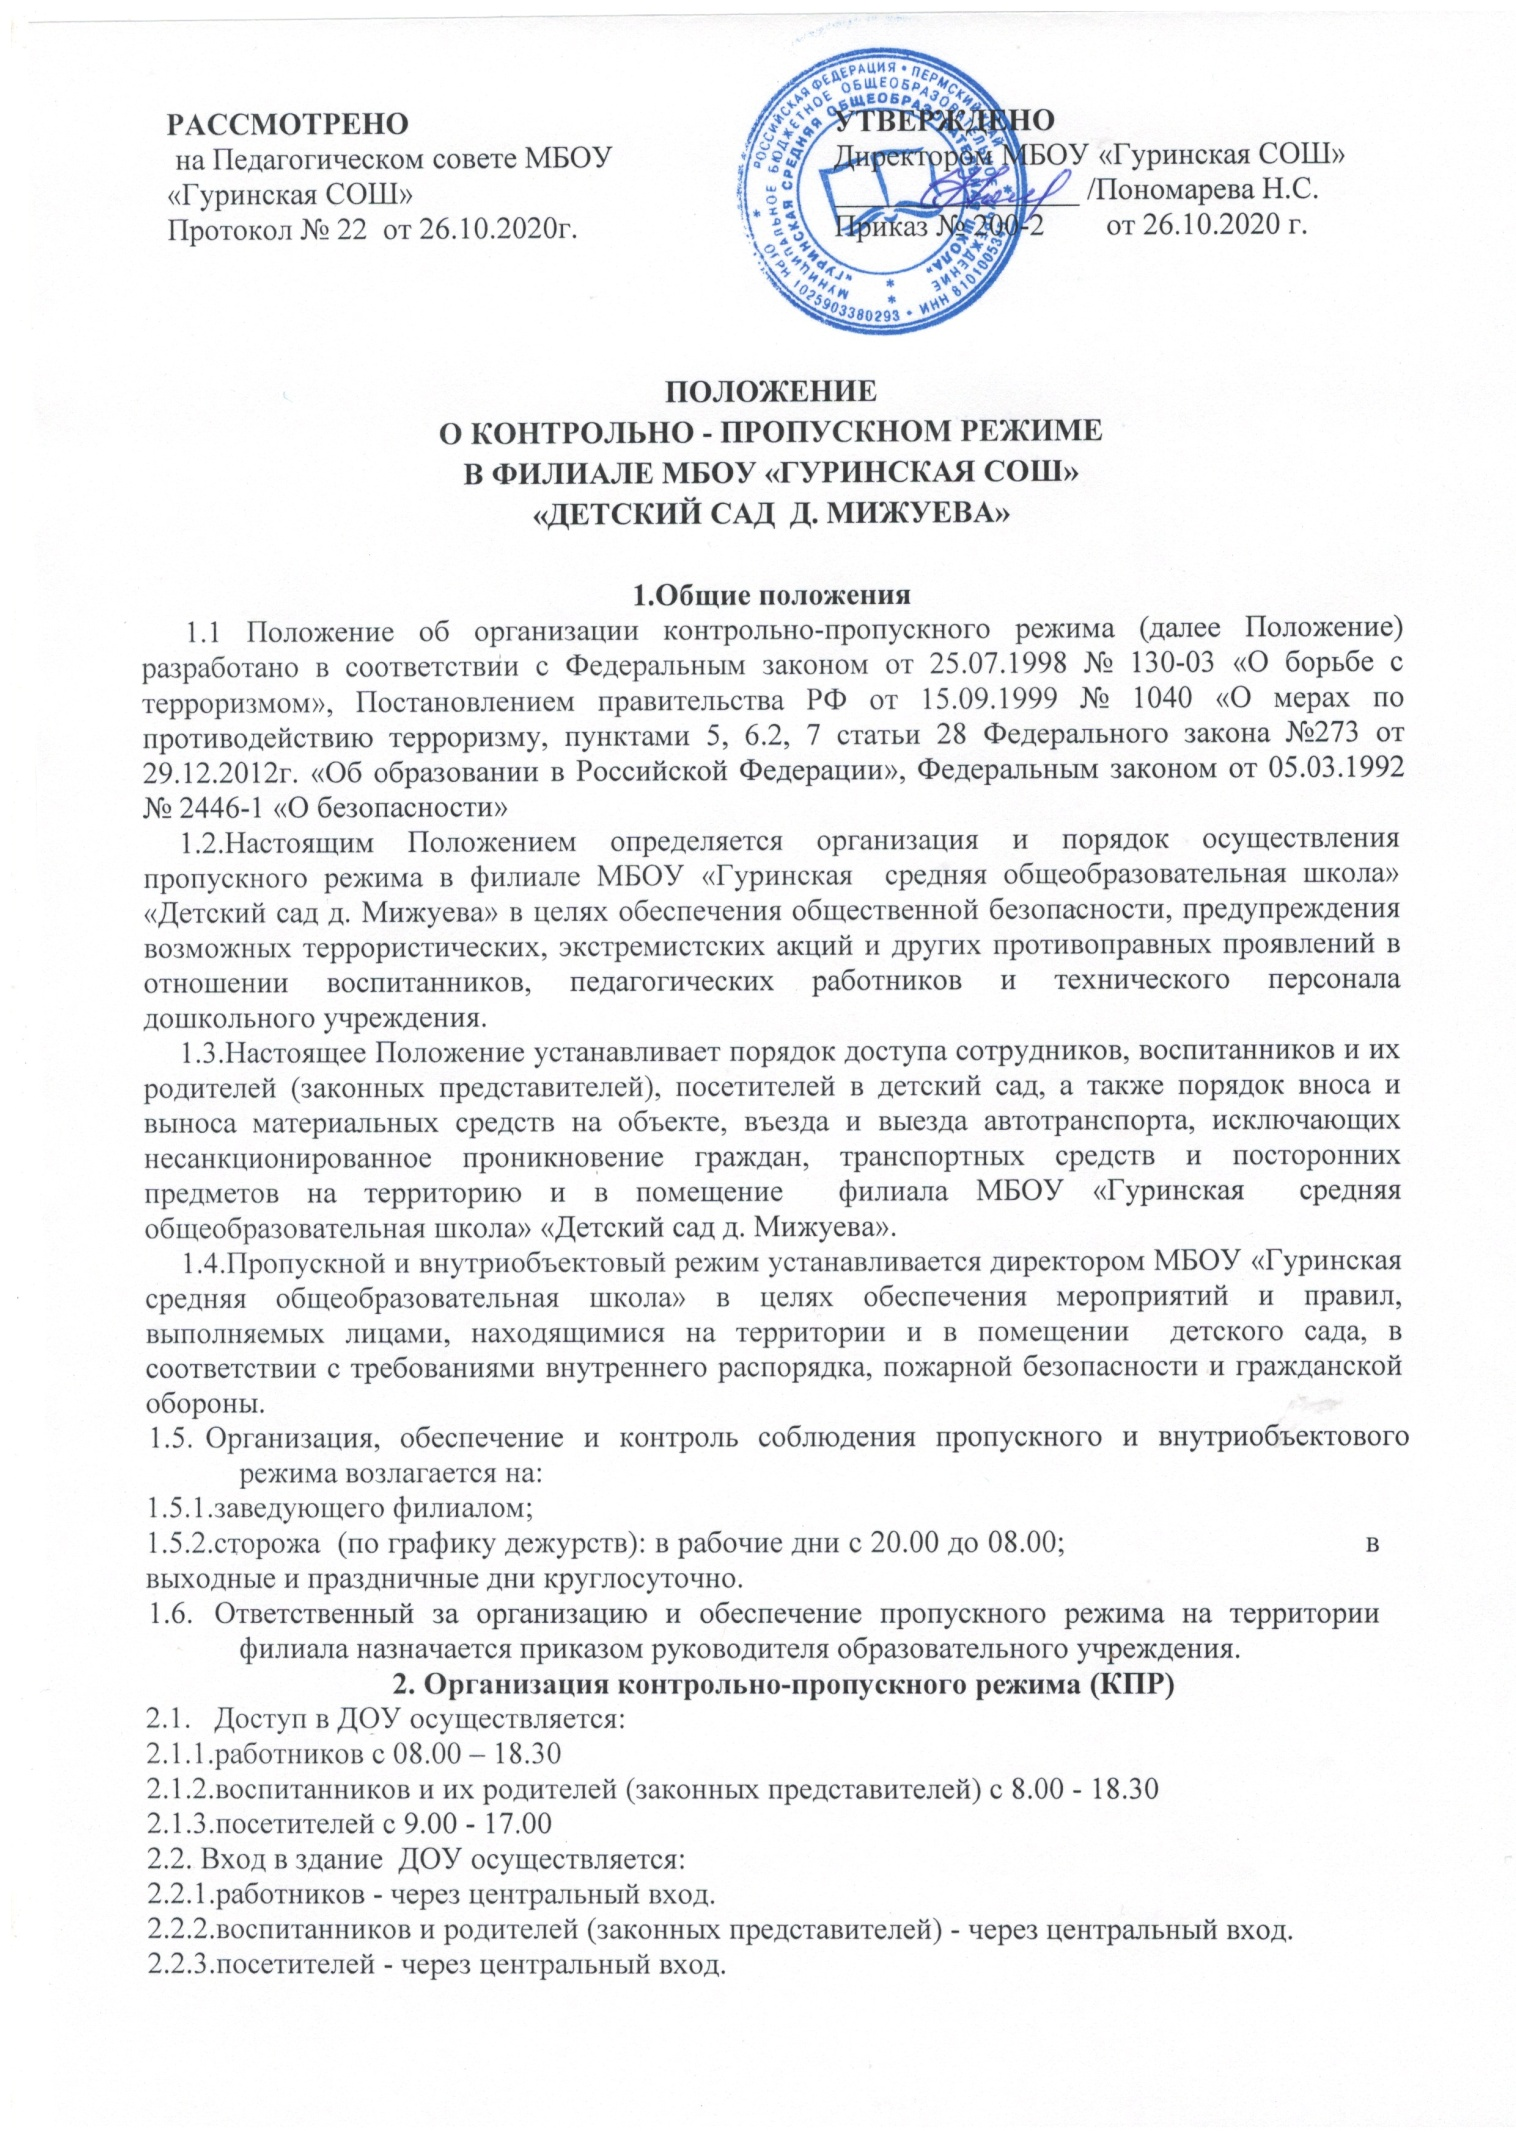 РАССМОТРЕНО
на Педагогическом совете МБОУ
«Гуринская СОШ»
Протокол № 22 от 26.10.2020г.
УТВЕРЖДЕНО
Директором МБОУ «Гуринская СОШ»
/Пономарева Н.С.
Приказ № 200-2 от 26.10.2020 г.
РОССИЙСКАЯ ФЕДЕРАЦИЯ • ПЕРМСКИЙ КРАЙ
* ОГРН 1025903380293 • ИНН 810100534
МУНИЦИПАЛЬНОЕ БЮДЖЕТНОЕ ОБЩЕОБРАЗОВАТЕЛЬНОЕ УЧРЕЖДЕНИЕ *
"ГУРИНСКАЯ СРЕДНЯЯ ОБЩЕОБРАЗОВАТЕЛЬНАЯ ШКОЛА" *
ПОЛОЖЕНИЕ
О КОНТРОЛЬНО - ПРОПУСКНОМ РЕЖИМЕ
В ФИЛИАЛЕ МБОУ «ГУРИНСКАЯ СОШ»
«ДЕТСКИЙ САД Д. МИЖУЕВА»
1.Общие положения
1.1 Положение об организации контрольно-пропускного режима (далее Положение)
разработано в соответствии с Федеральным законом от 25.07.1998 № 130-03 «О борьбе с
терроризмом», Постановлением правительства РФ от 15.09.1999 № 1040 «О мерах по
противодействию терроризму, пунктами 5, 6.2, 7 статьи 28 Федерального закона №273 от
29.12.2012г. «Об образовании в Российской Федерации», Федеральным законом от 05.03.1992
№ 2446-1 «О безопасности»
1.2.Настоящим Положением определяется организация и порядок осуществления
пропускного режима в филиале МБОУ «Гуринская средняя общеобразовательная школа»
«Детский сад д. Мижуева» в целях обеспечения общественной безопасности, предупреждения
возможных террористических, экстремистских акций и других противоправных проявлений в
отношении воспитанников, педагогических работников и технического персонала
дошкольного учреждения.
1.3.Настоящее Положение устанавливает порядок доступа сотрудников, воспитанников и их
родителей (законных представителей), посетителей в детский сад, а также порядок вноса и
выноса материальных средств на объекте, въезда и выезда автотранспорта, исключающих
несанкционированное проникновение граждан, транспортных средств и посторонних
предметов на территорию и в помещение филиала МБОУ «Гуринская средняя
общеобразовательная школа» «Детский сад д. Мижуева».
1.4.Пропускной и внутриобъектовый режим устанавливается директором МБОУ «Гуринская
средняя общеобразовательная школа» в целях обеспечения мероприятий и правил,
выполняемых лицами, находящимися на территории и в помещении детского сада, в
соответствии с требованиями внутреннего распорядка, пожарной безопасности и гражданской
обороны.
1.5. Организация, обеспечение и контроль соблюдения пропускного и внутриобъектового
режима возлагается на:
1.5.1.заведующего филиалом;
1.5.2.сторожа (по графику дежурств): в рабочие дни с 20.00 до 08.00; в
выходные и праздничные дни круглосуточно.
1.6. Ответственный за организацию и обеспечение пропускного режима на территории
филиала назначается приказом руководителя образовательного учреждения.
2. Организация контрольно-пропускного режима (КПР)
2.1. Доступ в ДОУ осуществляется:
2.1.1.работников с 08.00 – 18.30
2.1.2.воспитанников и их родителей (законных представителей) с 8.00 - 18.30
2.1.3.посетителей с 9.00 - 17.00
2.2. Вход в здание ДОУ осуществляется:
2.2.1.работников - через центральный вход.
2.2.2.воспитанников и родителей (законных представителей) - через центральный вход.
2.2.3.посетителей - через центральный вход.